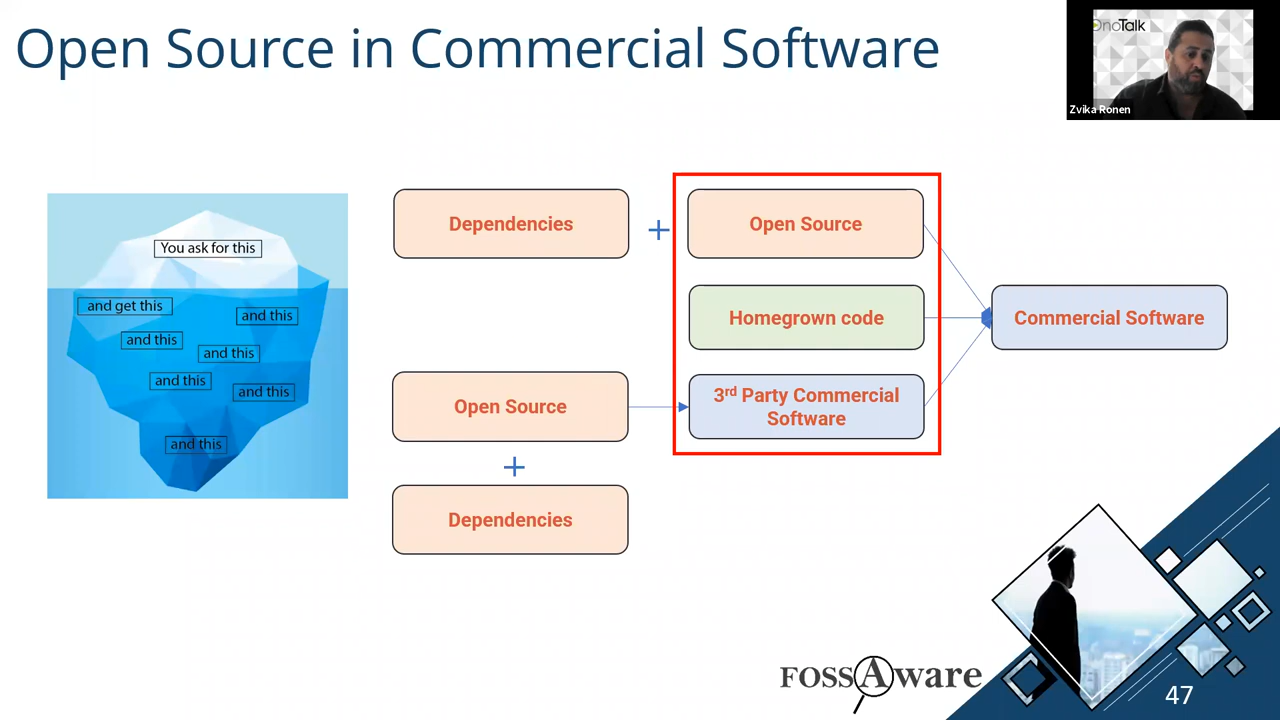 Open Source in Commercial Software
OnoTalk
Zvika Ronen
You ask for this
and get this
and this
and this
and this
and this
and this
and this
Dependencies
+
Open Source
Homegrown code
3rd Party Commercial
Software
Commercial Software
Open Source
+
Dependencies
FOSSAware
47